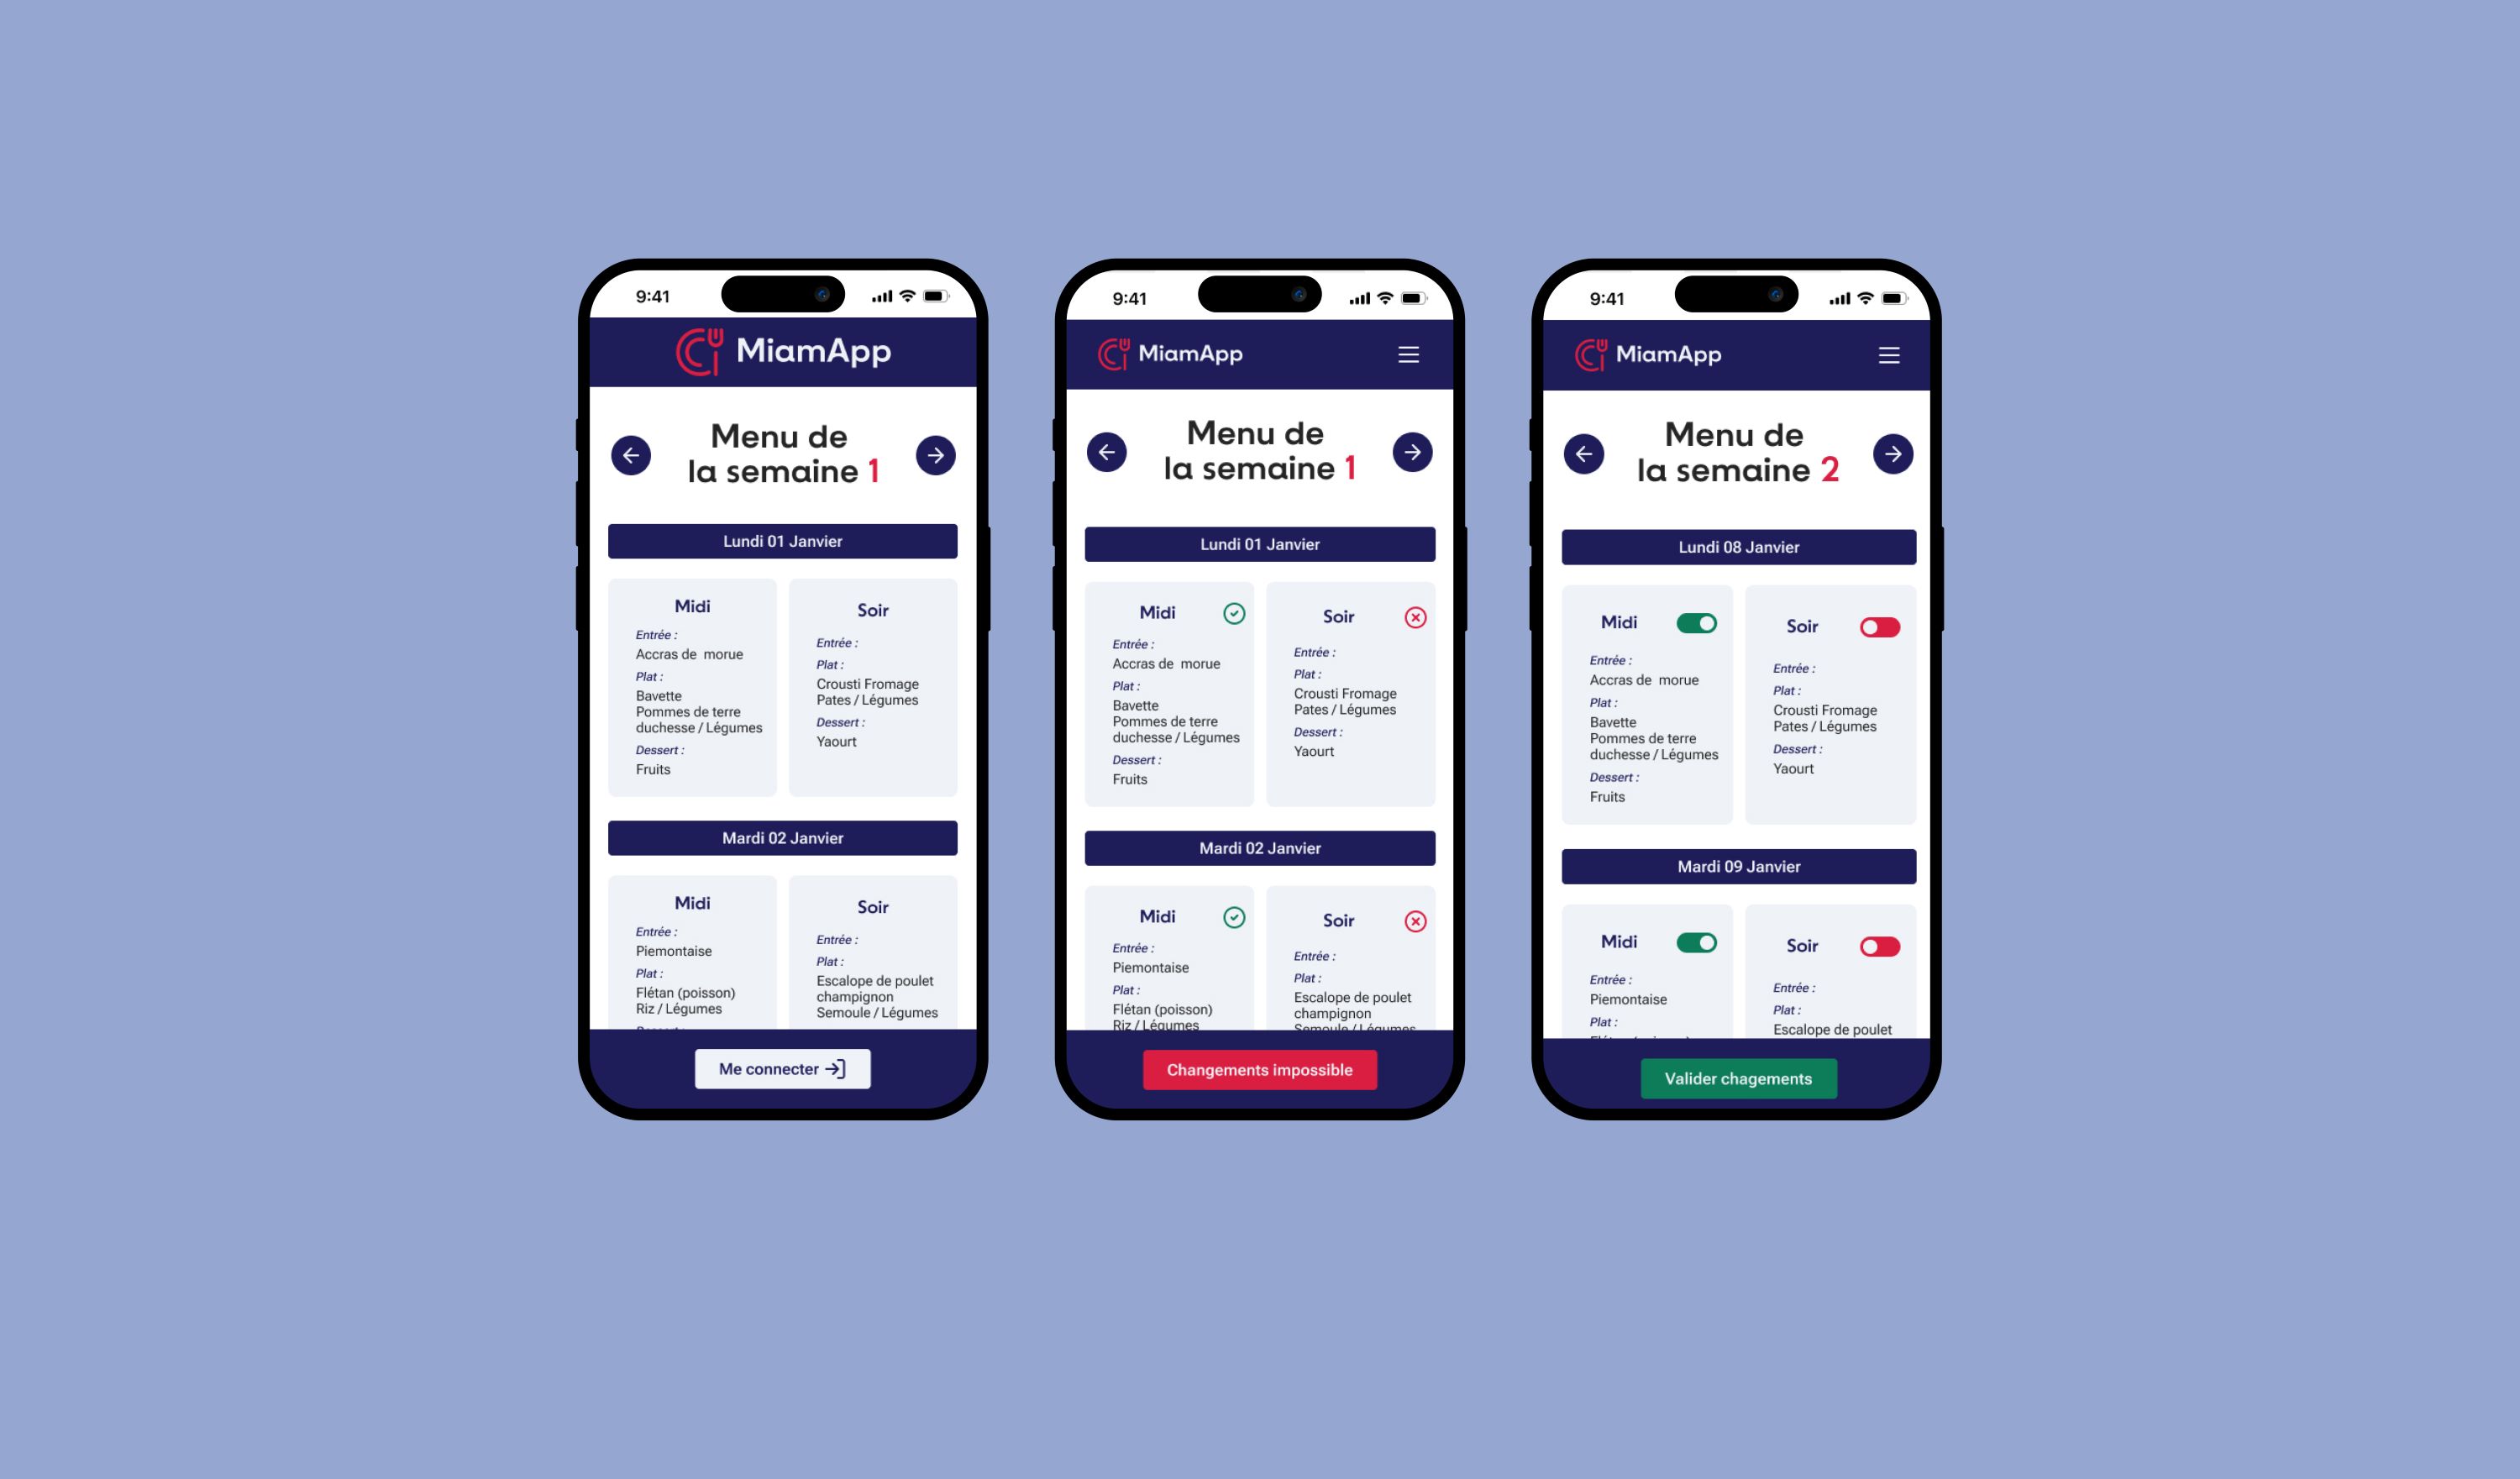 9:41
MiamApp
Menu de
la semaine 1
Lundi 01 Janvier
Midi
Entrée :
Accras de  morue
Plat :
Bavette
Pommes de terre
duchesse / Légumes
Dessert :
Fruits
Soir
Entrée :
Plat :
Crousti Fromage
Pates / Légumes
Dessert :
Yaourt
Mardi 02 Janvier
Midi
Entrée :
Piemontaise
Plat :
Flétan (poisson)
Riz / Légumes
Soir
Entrée :
Plat :
Escalope de poulet
champignon
Semoule / Légumes
Me connecter
9:41
MiamApp
Menu de
la semaine 1
Lundi 01 Janvier
Midi
Entrée :
Accras de  morue
Plat :
Bavette
Pommes de terre
duchesse / Légumes
Dessert :
Fruits
Soir
Entrée :
Plat :
Crousti Fromage
Pates / Légumes
Dessert :
Yaourt
Mardi 02 Janvier
Midi
Entrée :
Piemontaise
Plat :
Flétan (poisson)
Riz / Légumes
Soir
Entrée :
Plat :
Escalope de poulet
champignon
Semoule / Légumes
Changements impossible
9:41
MiamApp
Menu de
la semaine 2
Lundi 08 Janvier
Midi
Entrée :
Accras de  morue
Plat :
Bavette
Pommes de terre
duchesse / Légumes
Dessert :
Fruits
Soir
Entrée :
Plat :
Crousti Fromage
Pates / Légumes
Dessert :
Yaourt
Mardi 09 Janvier
Midi
Entrée :
Piemontaise
Plat :
Soir
Entrée :
Plat :
Escalope de poulet
Valider chagements